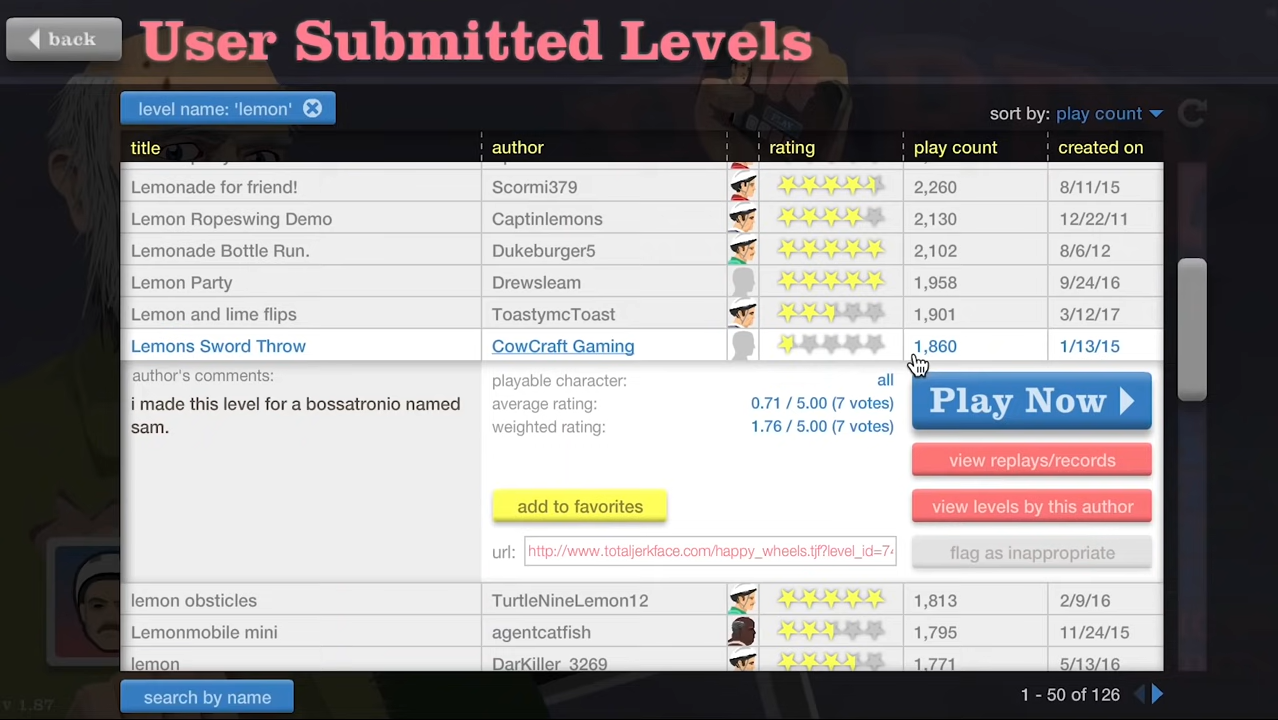 back
User Submitted Levels
level name: 'lemon'
sort by: play count
title author rating play count created on
Lemonade for friend! Scormi379 2,260 8/11/15
Lemon Ropeswing Demo Captinlemons 2,130 12/22/11
Lemonade Bottle Run. Dukeburger5 2,102 8/6/12
Lemon Party Drewsleam 1,958 9/24/16
Lemon and lime flips ToastymcToast 1,901 3/12/17
Lemons Sword Throw CowCraft Gaming 1,860 1/13/15
author's comments:
i made this level for a bossatronio named
sam.
playable character: all
average rating: 0.71 / 5.00 (7 votes)
weighted rating: 1.76 / 5.00 (7 votes)
add to favorites
url: http://www.totaljerkface.com/happy_wheels.tjf?level_id=74
Play Now
view replays/records
view levels by this author
flag as inappropriate
lemon obsticles TurtleNineLemon12 1,813 2/9/16
Lemonmobile mini agentcatfish 1,795 11/24/15
lemon DarKiller_3269 1,771 5/13/16
search by name
1 - 50 of 126
v 1.87